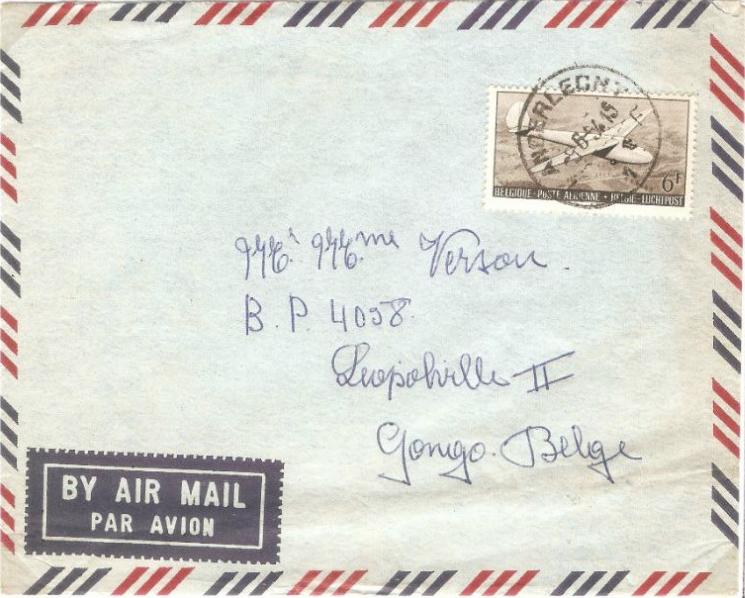 ANDERLECHT
6F
BELGIQUE-POSTE AERIENNE • BELGIE-LUCHTPOST
Mr. Mme Verson.
B.P. 4058.
Leopoldville II
Congo-Belge
BY AIR MAIL
PAR AVION